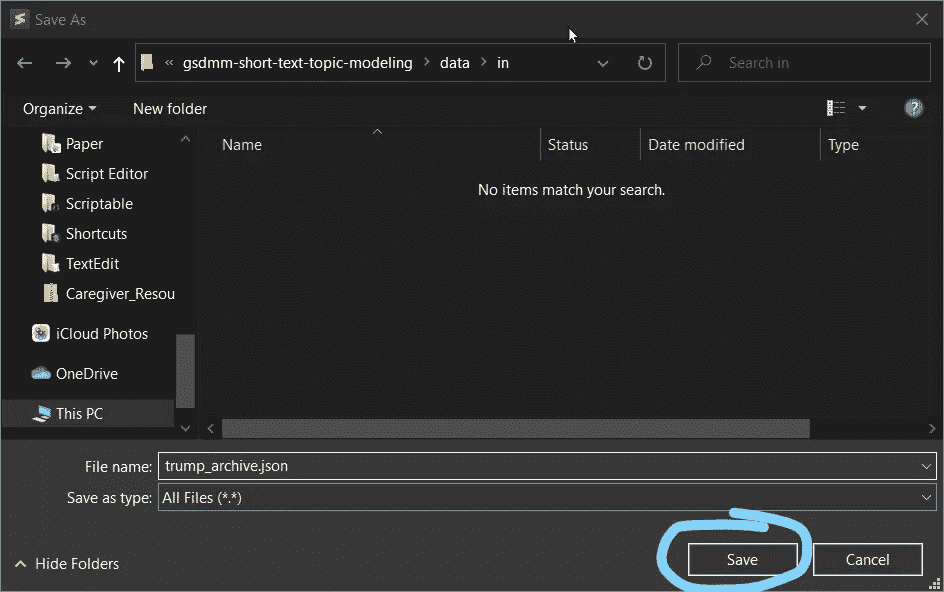 Save As
« gsdmm-short-text-topic-modeling > data > in
Search in
Organize
New folder
?
Name
Status
Date modified
Type
Paper
Script Editor
Scriptable
Shortcuts
TextEdit
Caregiver_Resou
iCloud Photos
OneDrive
This PC
No items match your search.
File name: trump_archive.json
Save as type: All Files (*.*)
Hide Folders
Save
Cancel